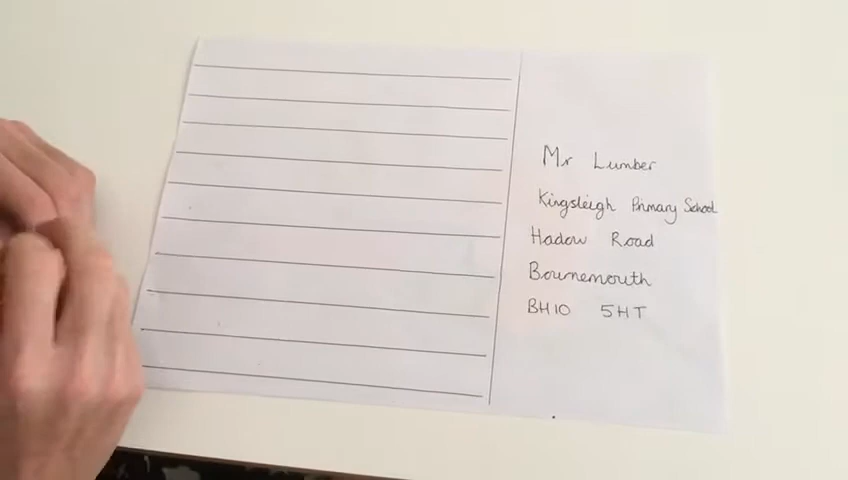 Mr Lumber
Kingsleigh Primary School
Hadow Road
Bournemouth
BH10 5HT